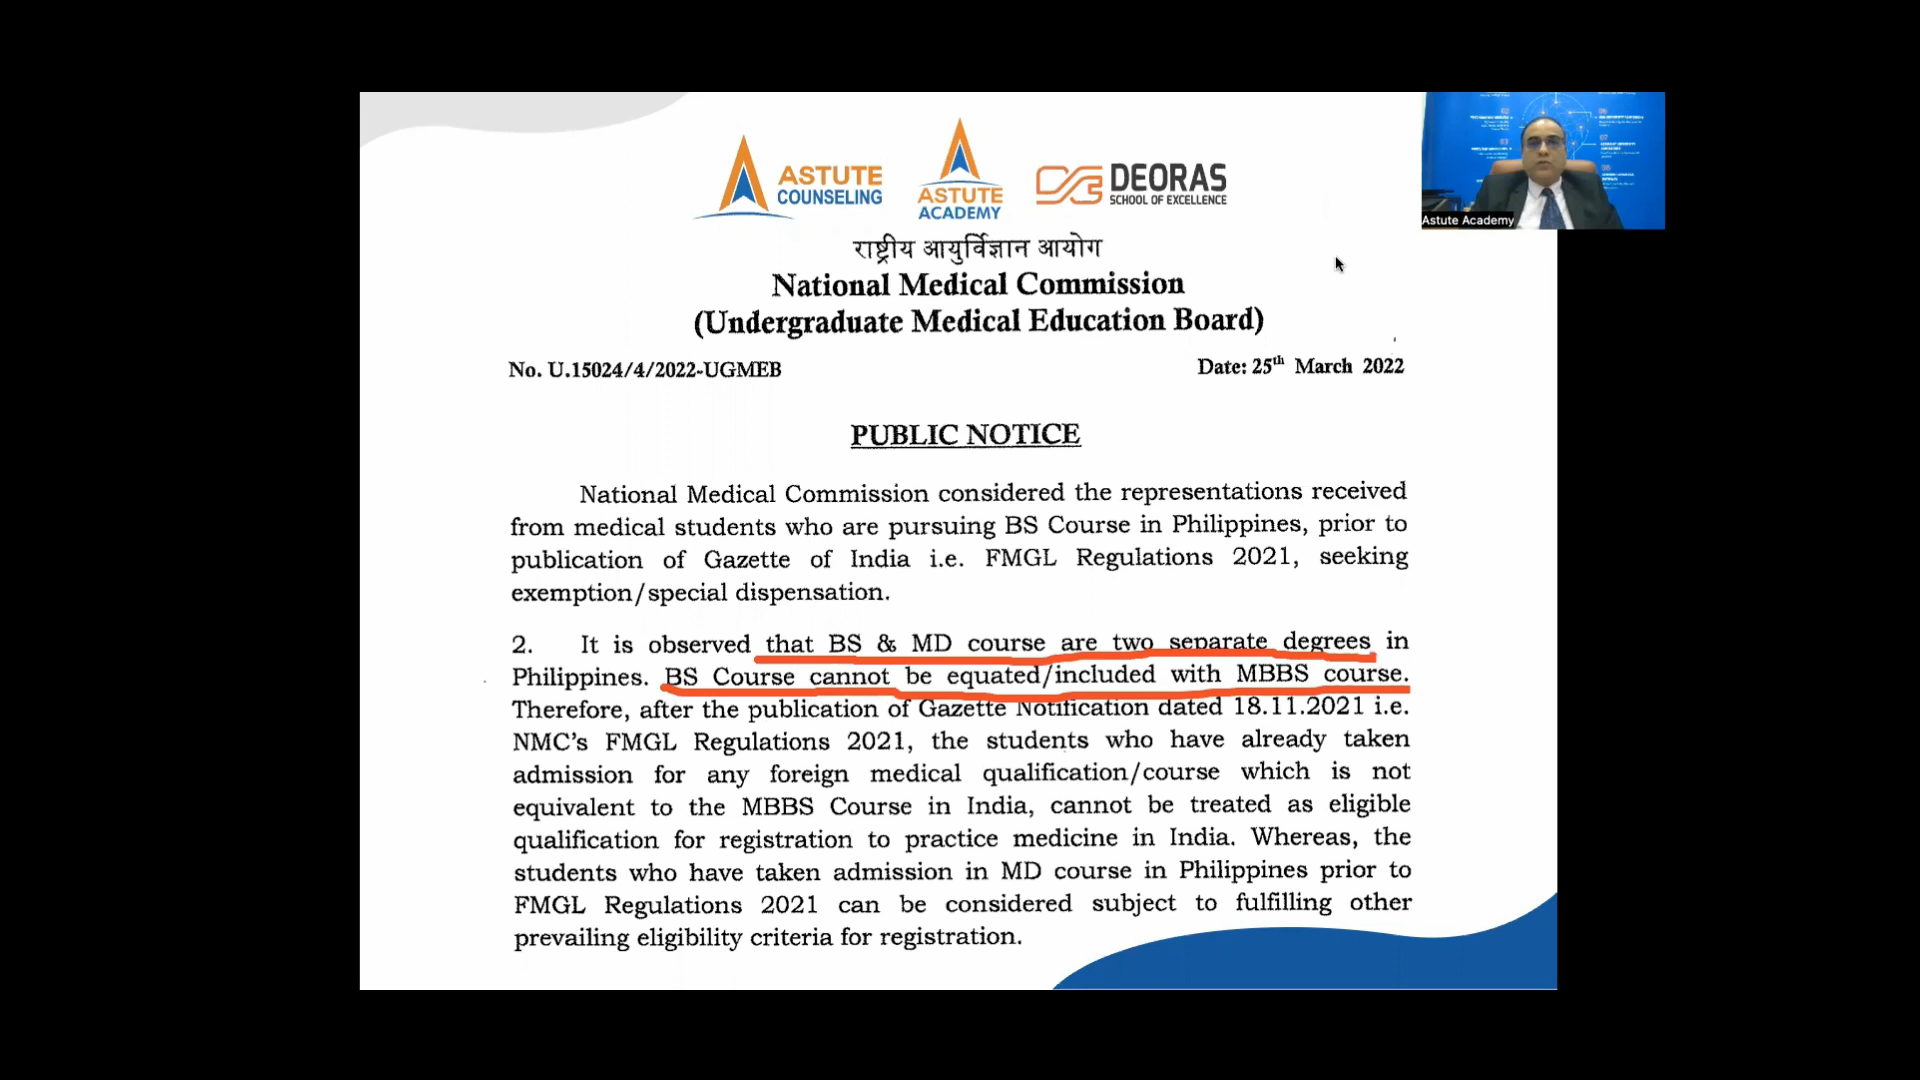 ASTUTE
COUNSELING
ASTUTE
ACADEMY
DEORAS
SCHOOL OF EXCELLENCE
Astute Academy
राष्ट्रीय आयुर्विज्ञान आयोग
National Medical Commission
(Undergraduate Medical Education Board)
No. U.15024/4/2022-UGMEB
Date: 25th March 2022
PUBLIC NOTICE
National Medical Commission considered the representations received
from medical students who are pursuing BS Course in Philippines, prior to
publication of Gazette of India i.e. FMGL Regulations 2021, seeking
exemption/special dispensation.
2. It is observed that BS & MD course are two separate degrees in
Philippines. BS Course cannot be equated/included with MBBS course.
Therefore, after the publication of Gazette Notification dated 18.11.2021 i.e.
NMC's FMGL Regulations 2021, the students who have already taken
admission for any foreign medical qualification/course which is not
equivalent to the MBBS Course in India, cannot be treated as eligible
qualification for registration to practice medicine in India. Whereas, the
students who have taken admission in MD course in Philippines prior to
FMGL Regulations 2021 can be considered subject to fulfilling other
prevailing eligibility criteria for registration.